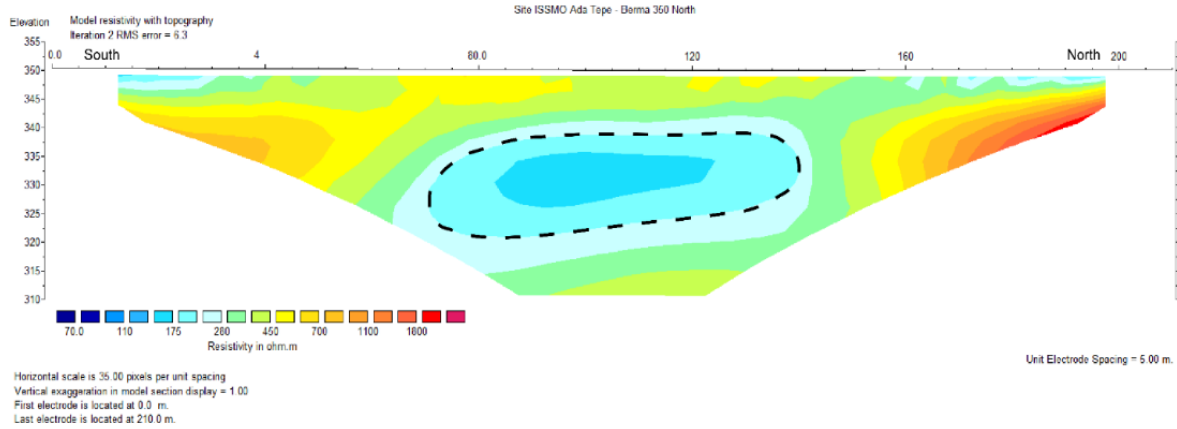 Site ISSMO Ada Tepe - Berma 360 North
Elevation
Model resistivity with topography
Iteration 2 RMS error = 6.3
355
0.0 South 4 80.0 120 160 North 200
350
345
340
335
330
325
320
315
310
70.0 110 175 280 450 700 1100 1800
Resistivity in ohm.m
Unit Electrode Spacing = 5.00 m.
Horizontal scale is 35.00 pixels per unit spacing
Vertical exaggeration in model section display = 1.00
First electrode is located at 0.0 m.
Last electrode is located at 210.0 m.